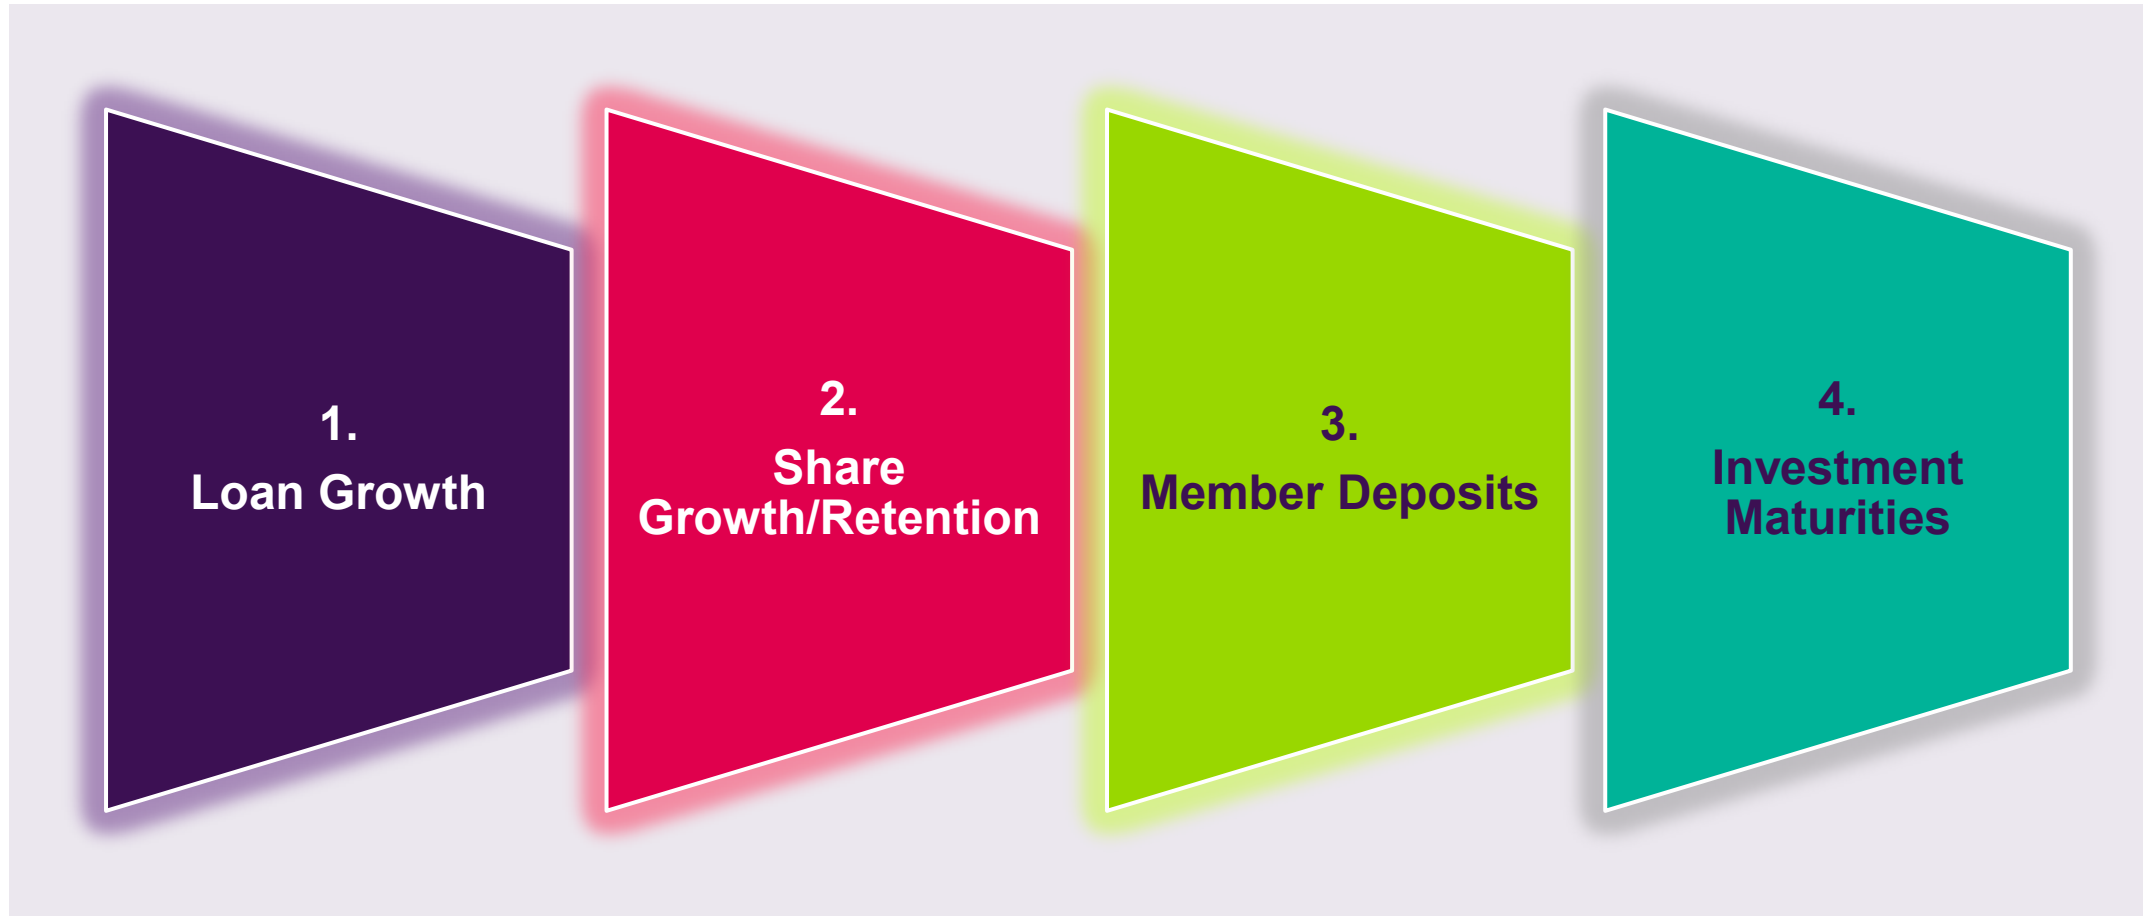 1.
Loan Growth
2.
Share
Growth/Retention
3.
Member Deposits
4.
Investment
Maturities